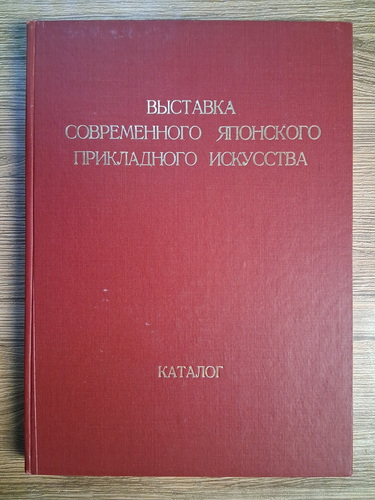 ВЫСТАВКА
СОВРЕМЕННОГО ЯПОНСКОГО
ПРИКЛАДНОГО ИСКУССТВА
КАТАЛОГ